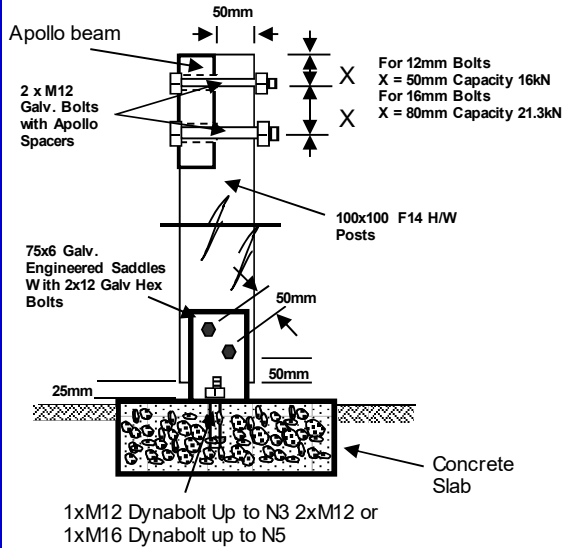 50mm
Apollo beam
2 x M12
Galv. Bolts
with Apollo
Spacers
X
X
For 12mm Bolts
X = 50mm Capacity 16kN
For 16mm Bolts
X = 80mm Capacity 21.3kN
100x100 F14 H/W
Posts
75x6 Galv.
Engineered Saddles
With 2x12 Galv Hex
Bolts
50mm
50mm
25mm
Concrete
Slab
1xM12 Dynabolt Up to N3 2xM12 or
1xM16 Dynabolt up to N5